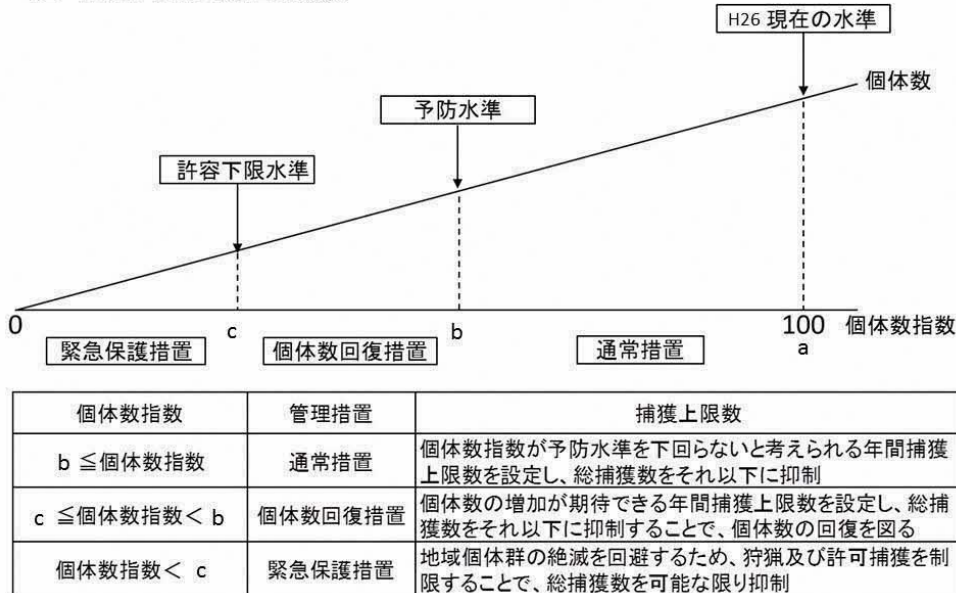 H26 現在の水準
個体数
予防水準
許容下限水準
0
c
b
100
個体数指数
a
緊急保護措置
個体数回復措置
通常措置
個体数指数
管理措置
捕獲上限数
b ≦個体数指数
通常措置
個体数指数が予防水準を下回らないと考えられる年間捕獲
上限数を設定し、総捕獲数をそれ以下に抑制
c ≦個体数指数< b
個体数回復措置
個体数の増加が期待できる年間捕獲上限数を設定し、総捕
獲数をそれ以下に抑制することで、個体数の回復を図る
個体数指数< c
緊急保護措置
地域個体群の絶滅を回避するため、狩猟及び許可捕獲を制
限することで、総捕獲数を可能な限り抑制